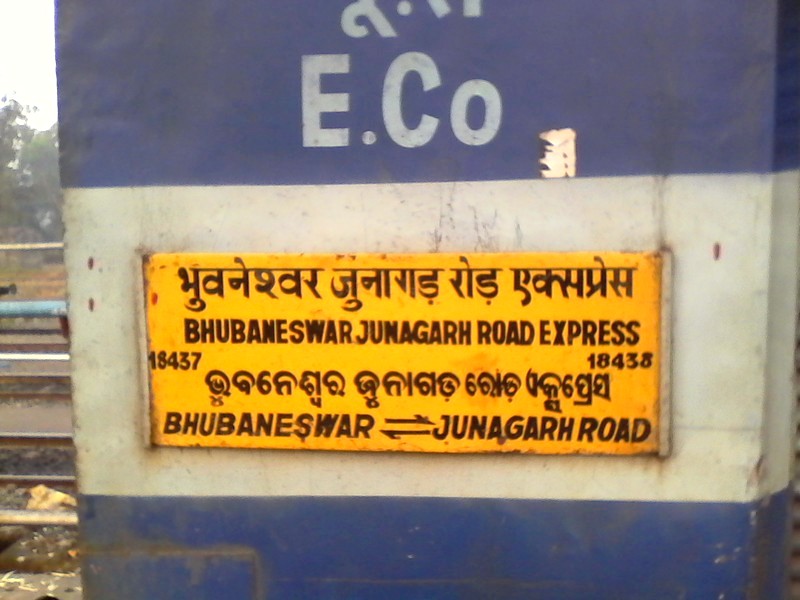 E.Co
भुवनेश्वर जुनागड़ रोड़ एक्सप्रेस
BHUBANESWAR JUNAGARH ROAD EXPRESS
18437 18438
ଭୁବନେଶ୍ୱର ଜୁନାଗଡ଼ ରୋଡ଼ ଏକ୍ସପ୍ରେସ
BHUBANESWAR ⇌ JUNAGARH ROAD